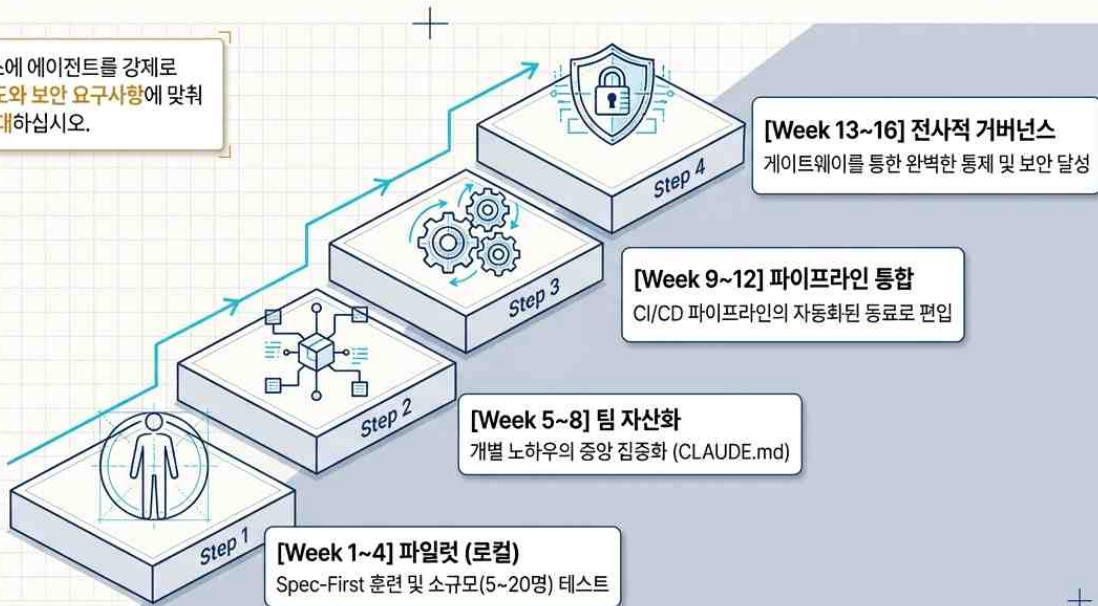 에 에이전트를 강제로
와 보안 요구사항에 맞춰
대하십시오.
Step 4
[Week 13~16] 전사적 거버넌스
게이트웨이를 통한 완벽한 통제 및 보안 달성
Step 3
[Week 9~12] 파이프라인 통합
CI/CD 파이프라인의 자동화된 동료로 편입
Step 2
[Week 5~8] 팀 자산화
개별 노하우의 중앙 집중화 (CLAUDE.md)
Step 1
[Week 1~4] 파일럿 (로컬)
Spec-First 훈련 및 소규모(5~20명) 테스트